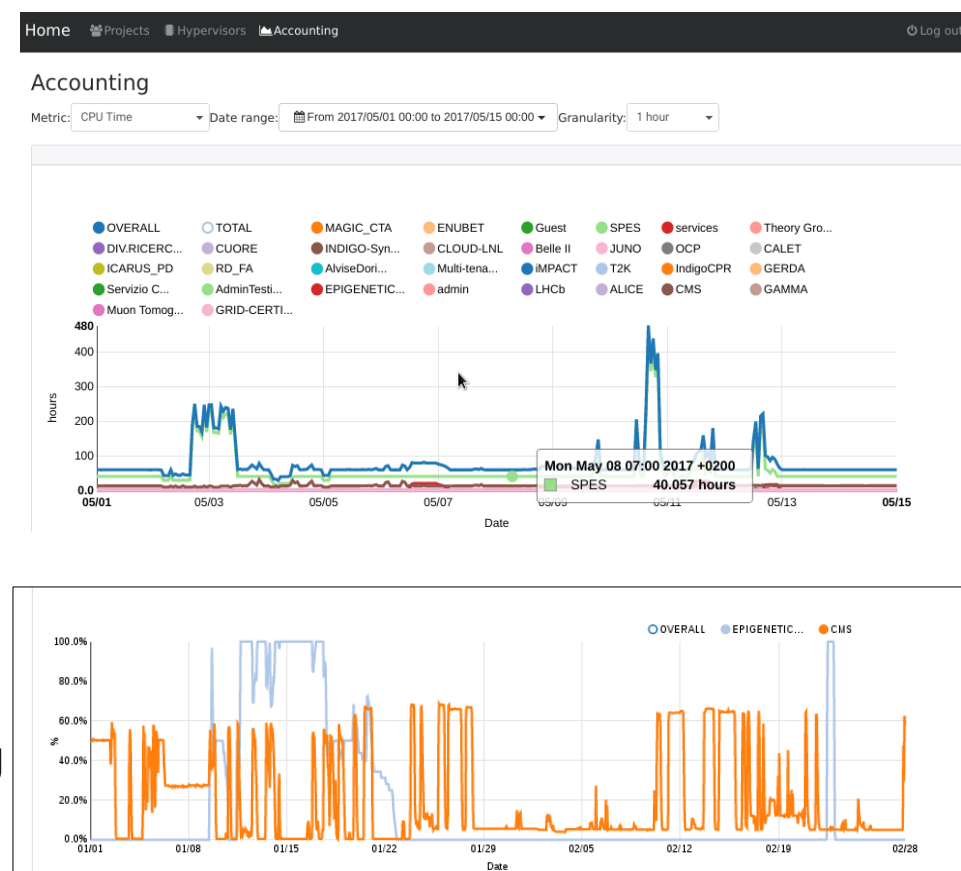 Home Projects Hypervisors Accounting Log out
Accounting
Metric: CPU Time Date range: From 2017/05/01 00:00 to 2017/05/15 00:00 Granularity: 1 hour
OVERALL TOTAL MAGIC_CTA ENUBET Guest SPES services Theory Gro...
DIV.RICERC... CUORE INDIGO-Syn... CLOUD-LNL Belle II JUNO OCP CALET
ICARUS_PD RD_FA AlviseDori... Multi-tena... iMPACT T2K IndigoCPR GERDA
Servizio C... AdminTesti... EPIGENETIC... admin LHCb ALICE CMS GAMMA
Muon Tomog... GRID-CERTI...
480
400
300
hours
200
100
Mon May 08 07:00 2017 +0200
SPES 40.057 hours
0.0
05/01 05/03 05/05 05/07 05/09 05/11 05/13 05/15
Date
OVERALL EPIGENETIC... CMS
100.0%
80.0%
60.0%
%
40.0%
20.0%
0.0%
01/01 01/08 01/15 01/22 01/29 02/05 02/12 02/19 02/28
Date